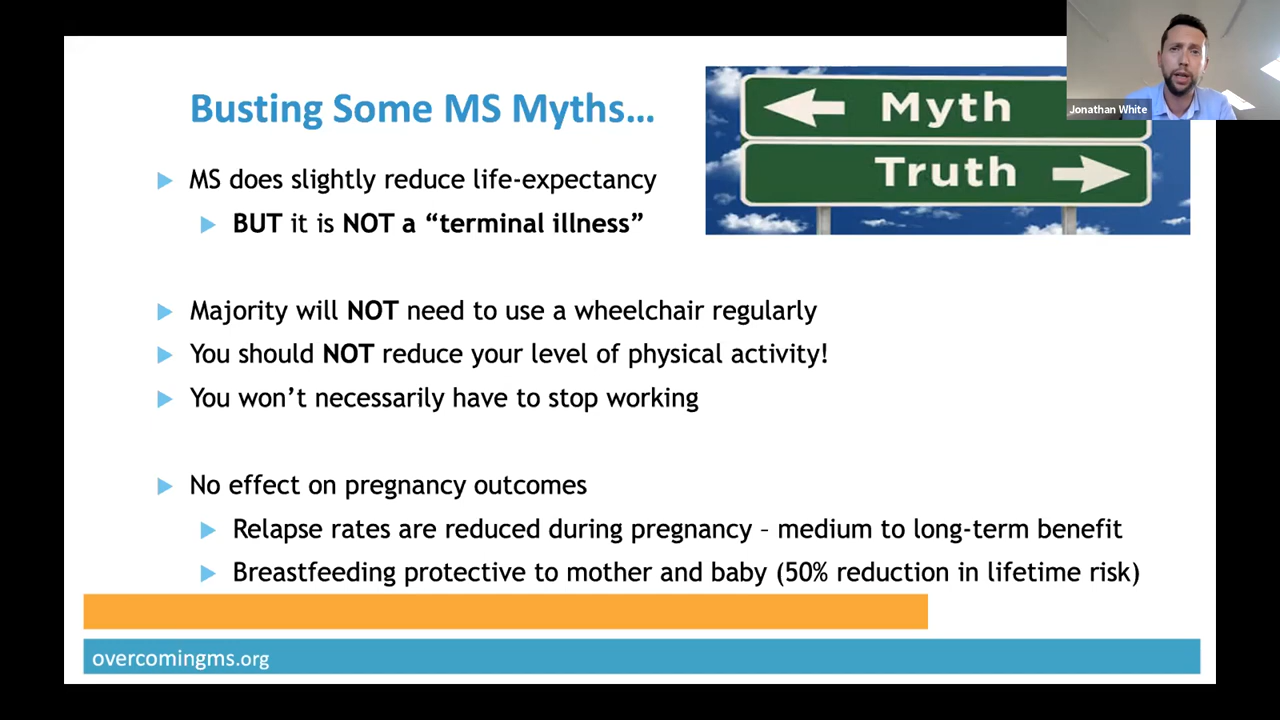 Busting Some MS Myths…
Myth
Truth
Jonathan White
MS does slightly reduce life-expectancy
BUT it is NOT a “terminal illness”
Majority will NOT need to use a wheelchair regularly
You should NOT reduce your level of physical activity!
You won’t necessarily have to stop working
No effect on pregnancy outcomes
Relapse rates are reduced during pregnancy – medium to long-term benefit
Breastfeeding protective to mother and baby (50% reduction in lifetime risk)
overcomingms.org